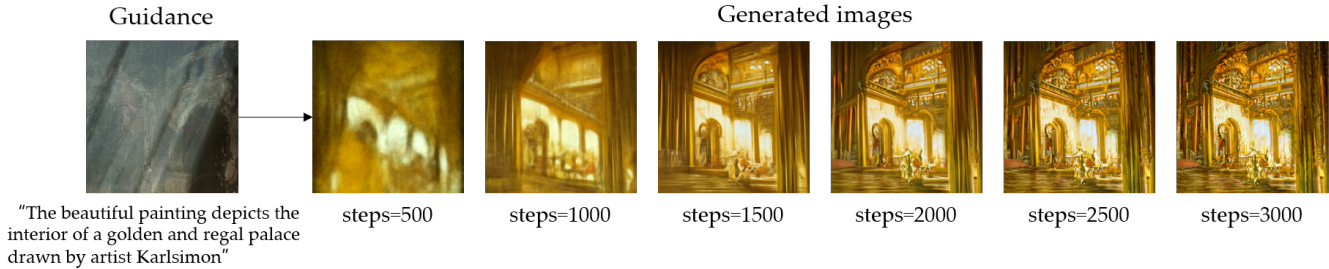 Guidance
Generated images
"The beautiful painting depicts the
interior of a golden and regal palace
drawn by artist Karlsimon"
steps=500
steps=1000
steps=1500
steps=2000
steps=2500
steps=3000